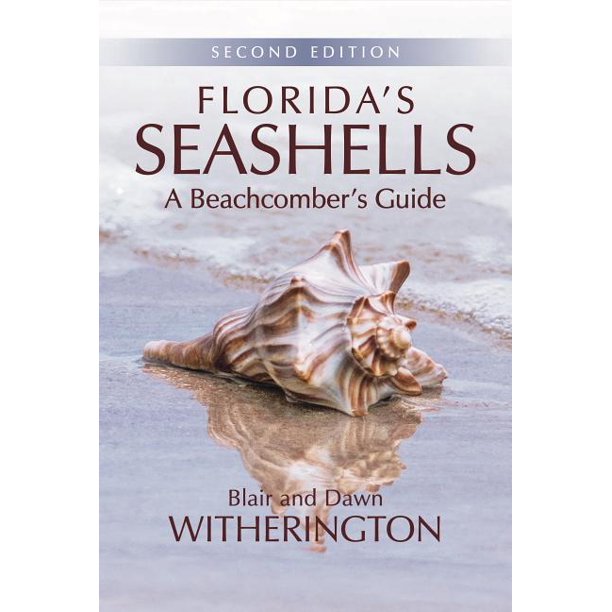 SECOND EDITION
FLORIDA'S
SEASHELLS
A Beachcomber's Guide
Blair and Dawn
WITHERINGTON